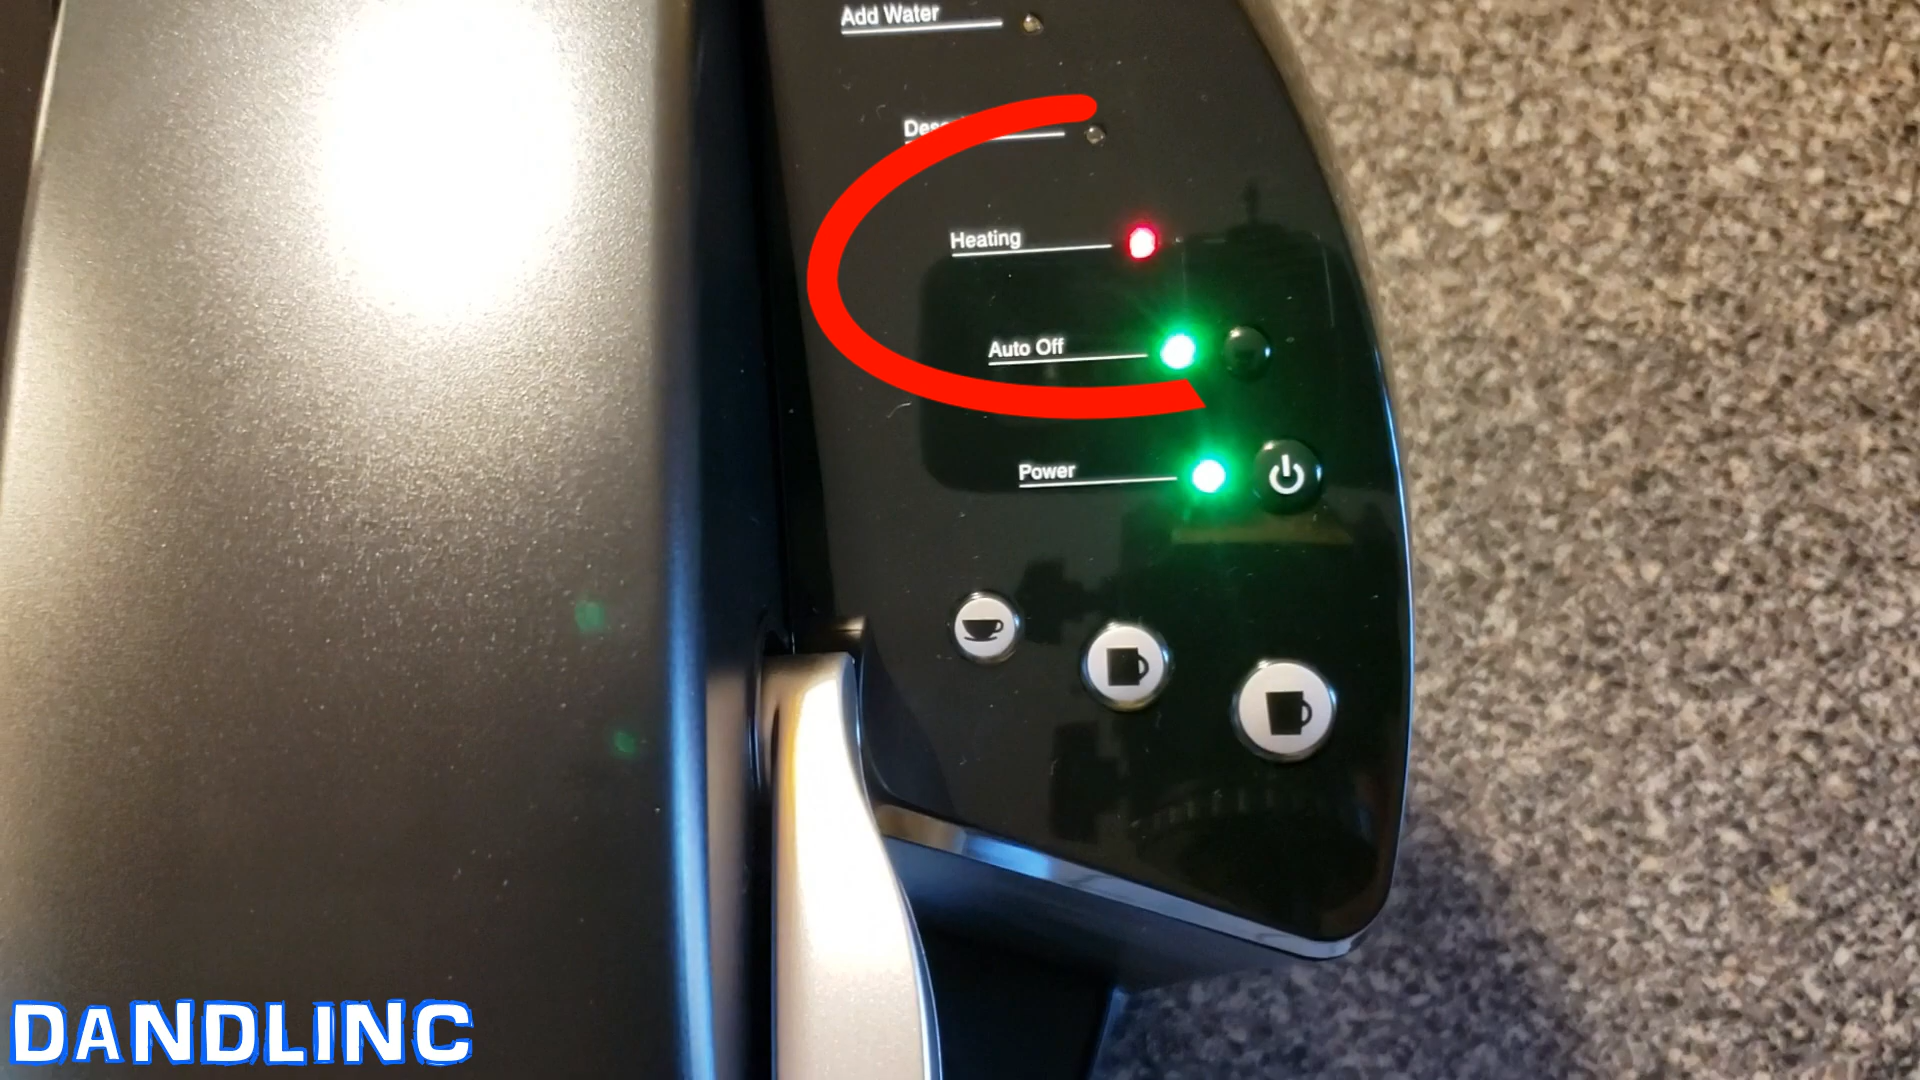 Add Water
Heating
Auto Off
Power
DANDLINC